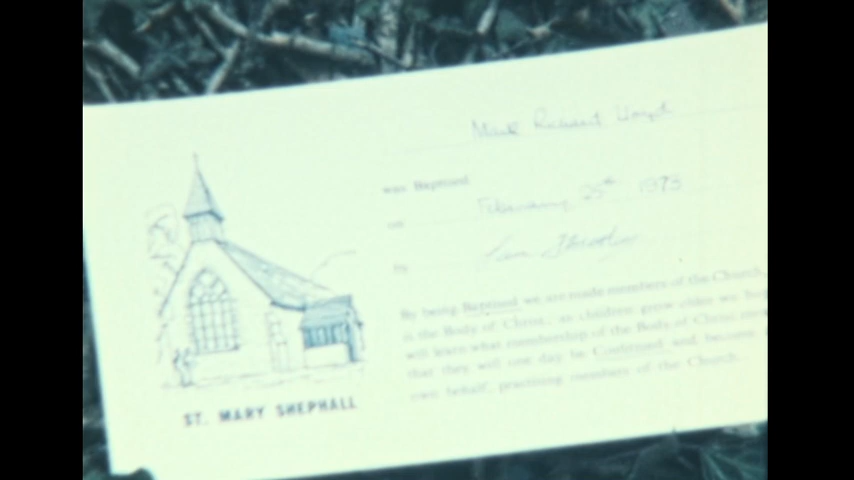 Mark Richard Lloyd
was Baptised
on February 25th 1973
by
By being Baptised we are made members of the Church,
is the Body of Christ, as children grow older we
will learn what membership of the Body of Christ
that they will one day be Confirmed and become
own behalf, practising members of the Church.
ST. MARY SHEPHALL